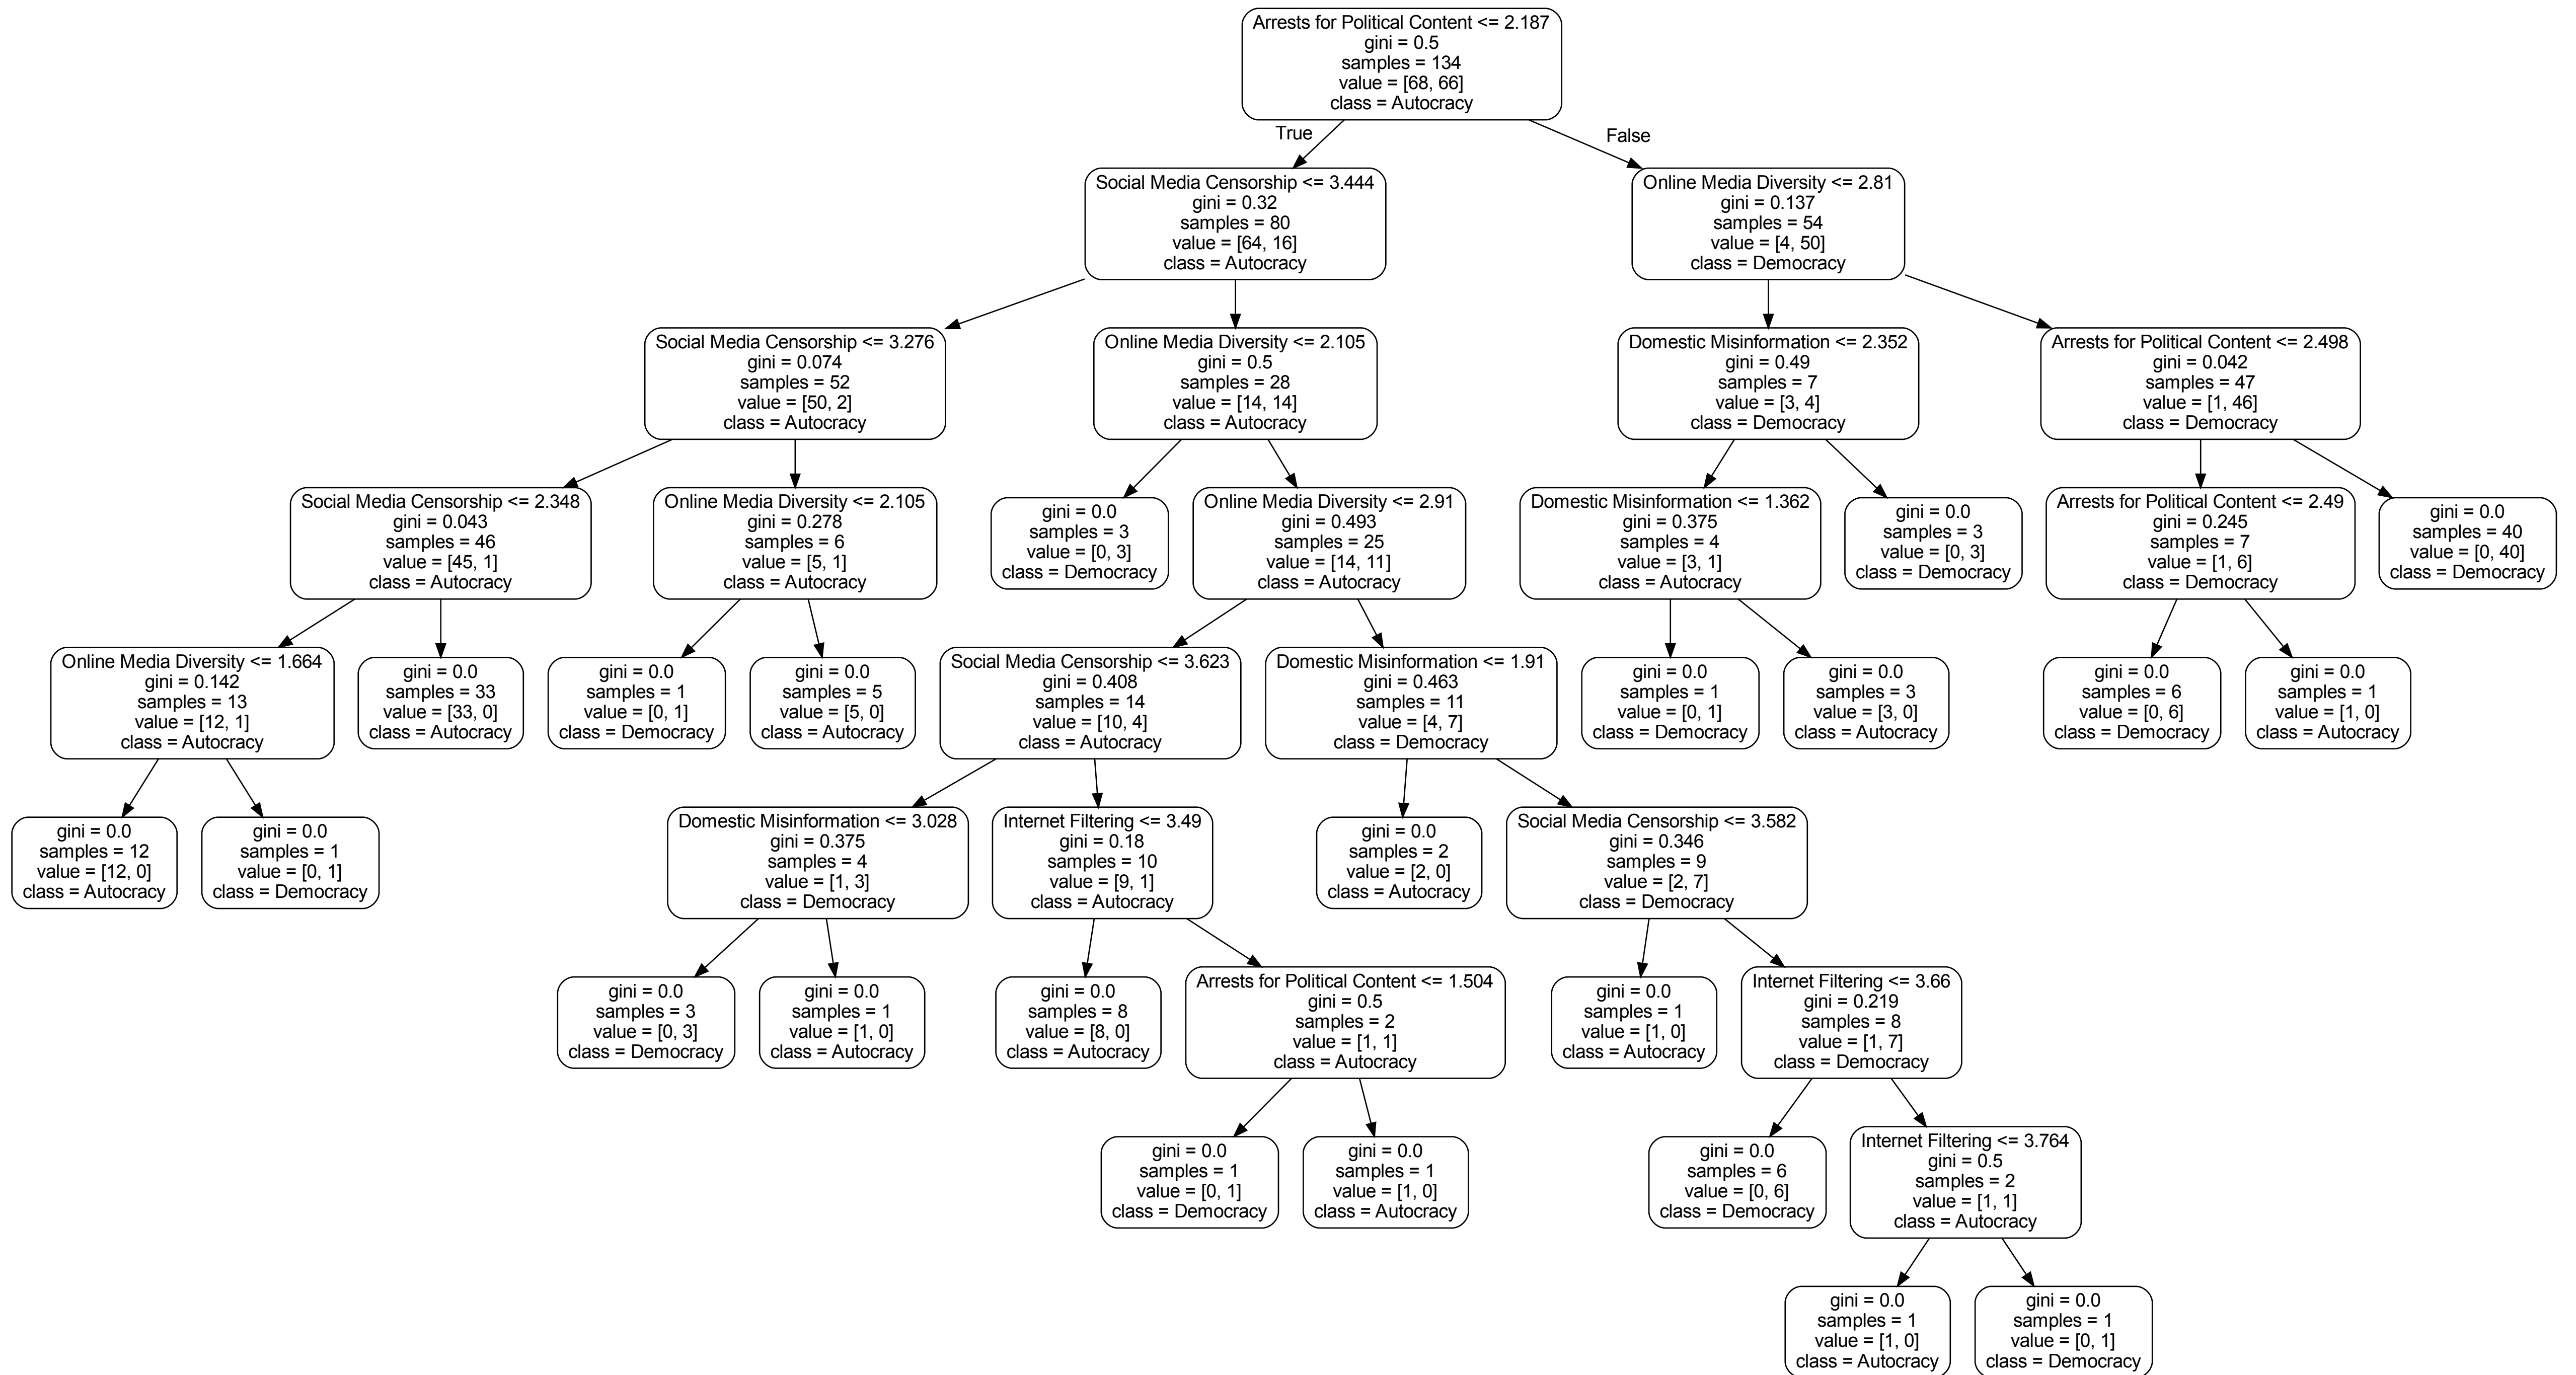 Arrests for Political Content <= 2.187
gini = 0.5
samples = 134
value = [68, 66]
class = Autocracy
True
False
Social Media Censorship <= 3.444
gini = 0.32
samples = 80
value = [64, 16]
class = Autocracy
Online Media Diversity <= 2.81
gini = 0.137
samples = 54
value = [4, 50]
class = Democracy
Social Media Censorship <= 3.276
gini = 0.074
samples = 52
value = [50, 2]
class = Autocracy
Online Media Diversity <= 2.105
gini = 0.5
samples = 28
value = [14, 14]
class = Autocracy
Domestic Misinformation <= 2.352
gini = 0.49
samples = 7
value = [3, 4]
class = Democracy
Arrests for Political Content <= 2.498
gini = 0.042
samples = 47
value = [1, 46]
class = Democracy
Social Media Censorship <= 2.348
gini = 0.043
samples = 46
value = [45, 1]
class = Autocracy
Online Media Diversity <= 2.105
gini = 0.278
samples = 6
value = [5, 1]
class = Autocracy
gini = 0.0
samples = 3
value = [0, 3]
class = Democracy
Online Media Diversity <= 2.91
gini = 0.493
samples = 25
value = [14, 11]
class = Autocracy
Domestic Misinformation <= 1.362
gini = 0.375
samples = 4
value = [3, 1]
class = Autocracy
gini = 0.0
samples = 3
value = [0, 3]
class = Democracy
Arrests for Political Content <= 2.49
gini = 0.245
samples = 7
value = [1, 6]
class = Democracy
gini = 0.0
samples = 40
value = [0, 40]
class = Democracy
Online Media Diversity <= 1.664
gini = 0.142
samples = 13
value = [12, 1]
class = Autocracy
gini = 0.0
samples = 33
value = [33, 0]
class = Autocracy
gini = 0.0
samples = 1
value = [0, 1]
class = Democracy
gini = 0.0
samples = 5
value = [5, 0]
class = Autocracy
Social Media Censorship <= 3.623
gini = 0.408
samples = 14
value = [10, 4]
class = Autocracy
Domestic Misinformation <= 1.91
gini = 0.463
samples = 11
value = [4, 7]
class = Democracy
gini = 0.0
samples = 1
value = [0, 1]
class = Democracy
gini = 0.0
samples = 3
value = [3, 0]
class = Autocracy
gini = 0.0
samples = 6
value = [0, 6]
class = Democracy
gini = 0.0
samples = 1
value = [1, 0]
class = Autocracy
gini = 0.0
samples = 12
value = [12, 0]
class = Autocracy
gini = 0.0
samples = 1
value = [0, 1]
class = Democracy
Domestic Misinformation <= 3.028
gini = 0.375
samples = 4
value = [1, 3]
class = Democracy
Internet Filtering <= 3.49
gini = 0.18
samples = 10
value = [9, 1]
class = Autocracy
gini = 0.0
samples = 2
value = [2, 0]
class = Autocracy
Social Media Censorship <= 3.582
gini = 0.346
samples = 9
value = [2, 7]
class = Democracy
gini = 0.0
samples = 3
value = [0, 3]
class = Democracy
gini = 0.0
samples = 1
value = [1, 0]
class = Autocracy
gini = 0.0
samples = 8
value = [8, 0]
class = Autocracy
Arrests for Political Content <= 1.504
gini = 0.5
samples = 2
value = [1, 1]
class = Autocracy
gini = 0.0
samples = 1
value = [1, 0]
class = Autocracy
Internet Filtering <= 3.66
gini = 0.219
samples = 8
value = [1, 7]
class = Democracy
gini = 0.0
samples = 1
value = [0, 1]
class = Democracy
gini = 0.0
samples = 1
value = [1, 0]
class = Autocracy
gini = 0.0
samples = 6
value = [0, 6]
class = Democracy
Internet Filtering <= 3.764
gini = 0.5
samples = 2
value = [1, 1]
class = Autocracy
gini = 0.0
samples = 1
value = [1, 0]
class = Autocracy
gini = 0.0
samples = 1
value = [0, 1]
class = Democracy